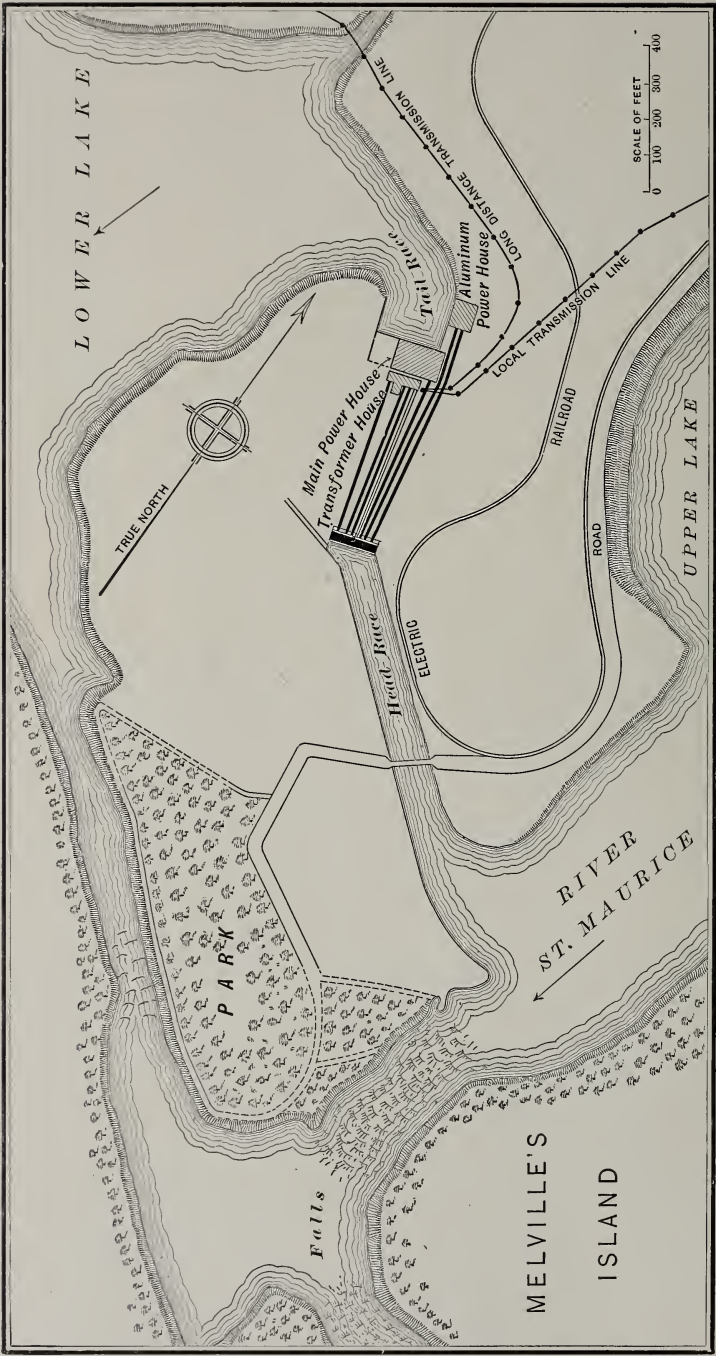 LOWER LAKE
TRUE NORTH
Tail Race
Main Power House
Transformer House
Aluminum
Power House
LONG DISTANCE TRANSMISSION LINE
LOCAL TRANSMISSION LINE
SCALE OF FEET
0 100 200 300 400
Head Race
ELECTRIC
RAILROAD
ROAD
UPPER LAKE
PARK
RIVER
ST. MAURICE
Falls
MELVILLE'S
ISLAND